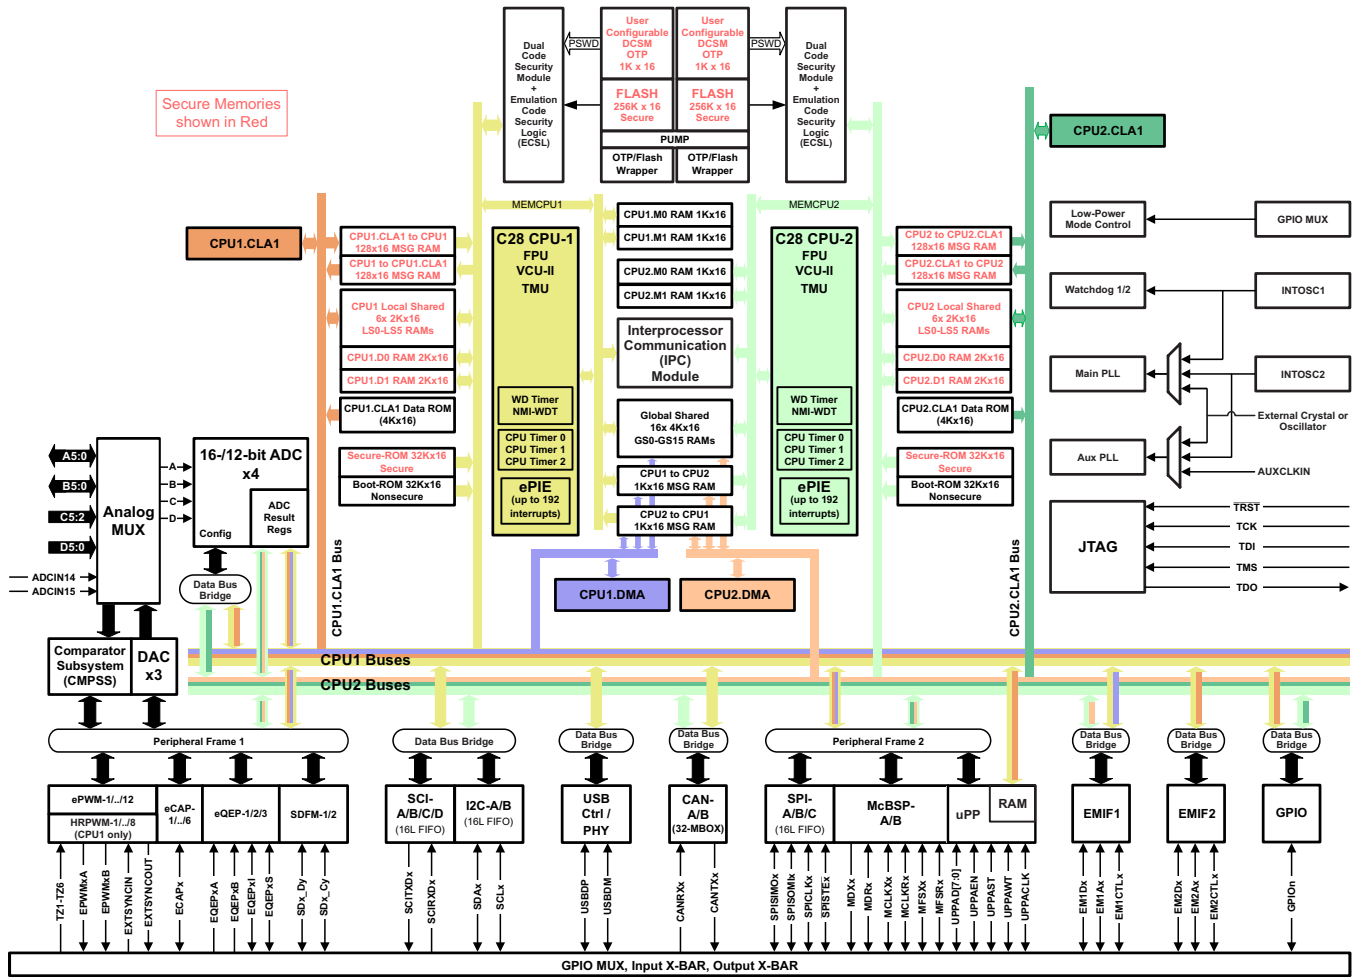 Secure Memories
shown in Red
Dual
Code
Security
Module
+
Emulation
Code
Security
Logic
(ECSL)
PSWD
User
Configurable
DCSM
OTP
1K x 16
User
Configurable
DCSM
OTP
1K x 16
PSWD
FLASH
256K x 16
Secure
FLASH
256K x 16
Secure
PUMP
OTP/Flash
Wrapper
OTP/Flash
Wrapper
Dual
Code
Security
Module
+
Emulation
Code
Security
Logic
(ECSL)
CPU2.CLA1
MEMCPU1
MEMCPU2
CPU1.CLA1
CPU1.CLA1 to CPU1
128x16 MSG RAM
CPU1 to CPU1.CLA1
128x16 MSG RAM
CPU1 Local Shared
6x 2Kx16
LS0-LS5 RAMs
CPU1.D0 RAM 2Kx16
CPU1.D1 RAM 2Kx16
CPU1.CLA1 Data ROM
(4Kx16)
Secure-ROM 32Kx16
Secure
Boot-ROM 32Kx16
Nonsecure
C28 CPU-1
FPU
VCU-II
TMU
WD Timer
NMI-WDT
CPU Timer 0
CPU Timer 1
CPU Timer 2
ePIE
(up to 192
interrupts)
CPU1.M0 RAM 1Kx16
CPU1.M1 RAM 1Kx16
CPU2.M0 RAM 1Kx16
CPU2.M1 RAM 1Kx16
Interprocessor
Communication
(IPC)
Module
Global Shared
16x 4Kx16
GS0-GS15 RAMs
CPU1 to CPU2
1Kx16 MSG RAM
CPU2 to CPU1
1Kx16 MSG RAM
C28 CPU-2
FPU
VCU-II
TMU
WD Timer
NMI-WDT
CPU Timer 0
CPU Timer 1
CPU Timer 2
ePIE
(up to 192
interrupts)
CPU2 to CPU2.CLA1
128x16 MSG RAM
CPU2.CLA1 to CPU2
128x16 MSG RAM
CPU2 Local Shared
6x 2Kx16
LS0-LS5 RAMs
CPU2.D0 RAM 2Kx16
CPU2.D1 RAM 2Kx16
CPU2.CLA1 Data ROM
(4Kx16)
Secure-ROM 32Kx16
Secure
Boot-ROM 32Kx16
Nonsecure
Low-Power
Mode Control
GPIO MUX
Watchdog 1/2
INTOSC1
Main PLL
INTOSC2
External Crystal or
Oscillator
Aux PLL
AUXCLKIN
JTAG
TRST
TCK
TDI
TMS
TDO
A5:0
B5:0
C5:2
D5:0
ADCIN14
ADCIN15
Analog
MUX
A
B
C
D
16-/12-bit ADC
x4
ADC
Result
Regs
Config
Data Bus
Bridge
CPU1.CLA1 Bus
CPU2.CLA1 Bus
CPU1.DMA
CPU2.DMA
Comparator
Subsystem
(CMPSS)
DAC
x3
CPU1 Buses
CPU2 Buses
Peripheral Frame 1
Data Bus Bridge
Data Bus
Bridge
Data Bus
Bridge
Peripheral Frame 2
Data Bus
Bridge
Data Bus
Bridge
Data Bus
Bridge
ePWM-1/../12
HRPWM-1/../8
(CPU1 only)
eCAP-
1/../6
eQEP-1/2/3
SDFM-1/2
SCI-
A/B/C/D
(16L FIFO)
I2C-A/B
(16L FIFO)
USB
Ctrl /
PHY
CAN-
A/B
(32-MBOX)
SPI-
A/B/C
(16L FIFO)
McBSP-
A/B
uPP
RAM
EMIF1
EMIF2
GPIO
TZ1-TZ6
EPWMxA
EPWMxB
EXTSYNCIN
EXTSYNCOUT
ECAPx
EQEPxA
EQEPxB
EQEPxI
EQEPxS
SDx_Dy
SDx_Cy
SCITXDx
SCIRXDx
SDAx
SCLx
USBDP
USBDM
CANRXx
CANTXx
SPISIMOx
SPISOMIx
SPICLKx
SPISTEx
MDXx
MDRx
MCLKXx
MCLKRx
MFSXx
MFSRx
UPPAD[7:0]
UPPAEN
UPPAST
UPPAWT
UPPACLK
EM1Dx
EM1Ax
EM1CTLx
EM2Dx
EM2Ax
EM2CTLx
GPIOn
GPIO MUX, Input X-BAR, Output X-BAR